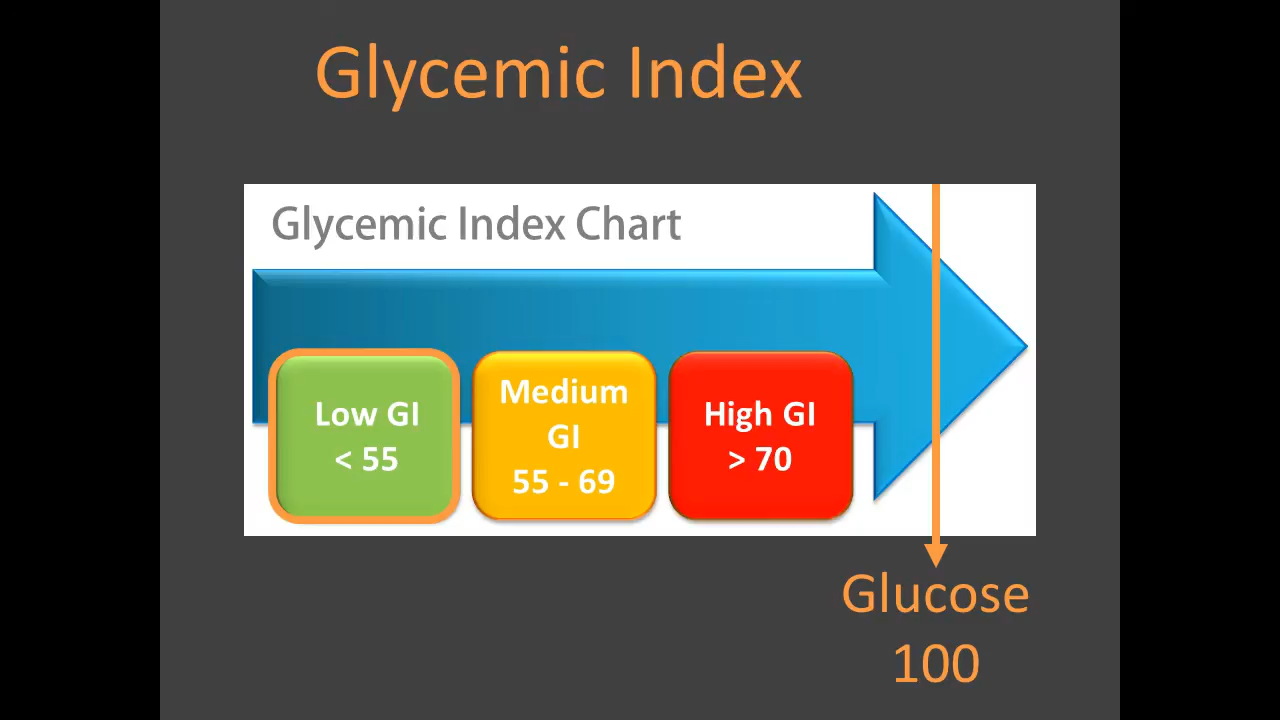 Glycemic Index
Glycemic Index Chart
Low GI
< 55
Medium
GI
55 - 69
High GI
> 70
Glucose
100